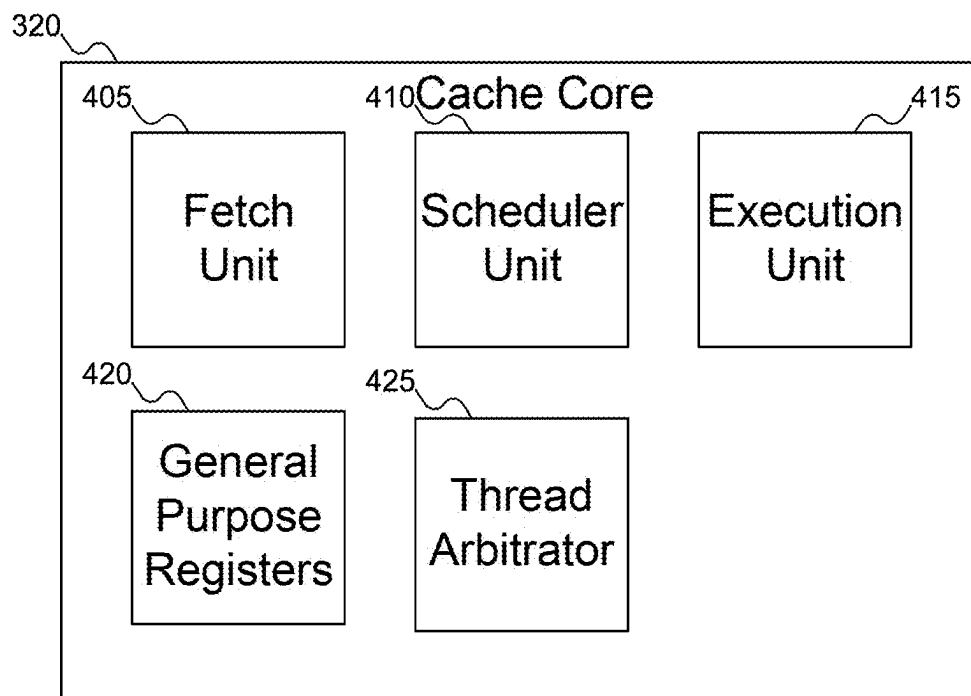 320
Cache Core
405
410
415
Fetch
Unit
Scheduler
Unit
Execution
Unit
420
425
General
Purpose
Registers
Thread
Arbitrator